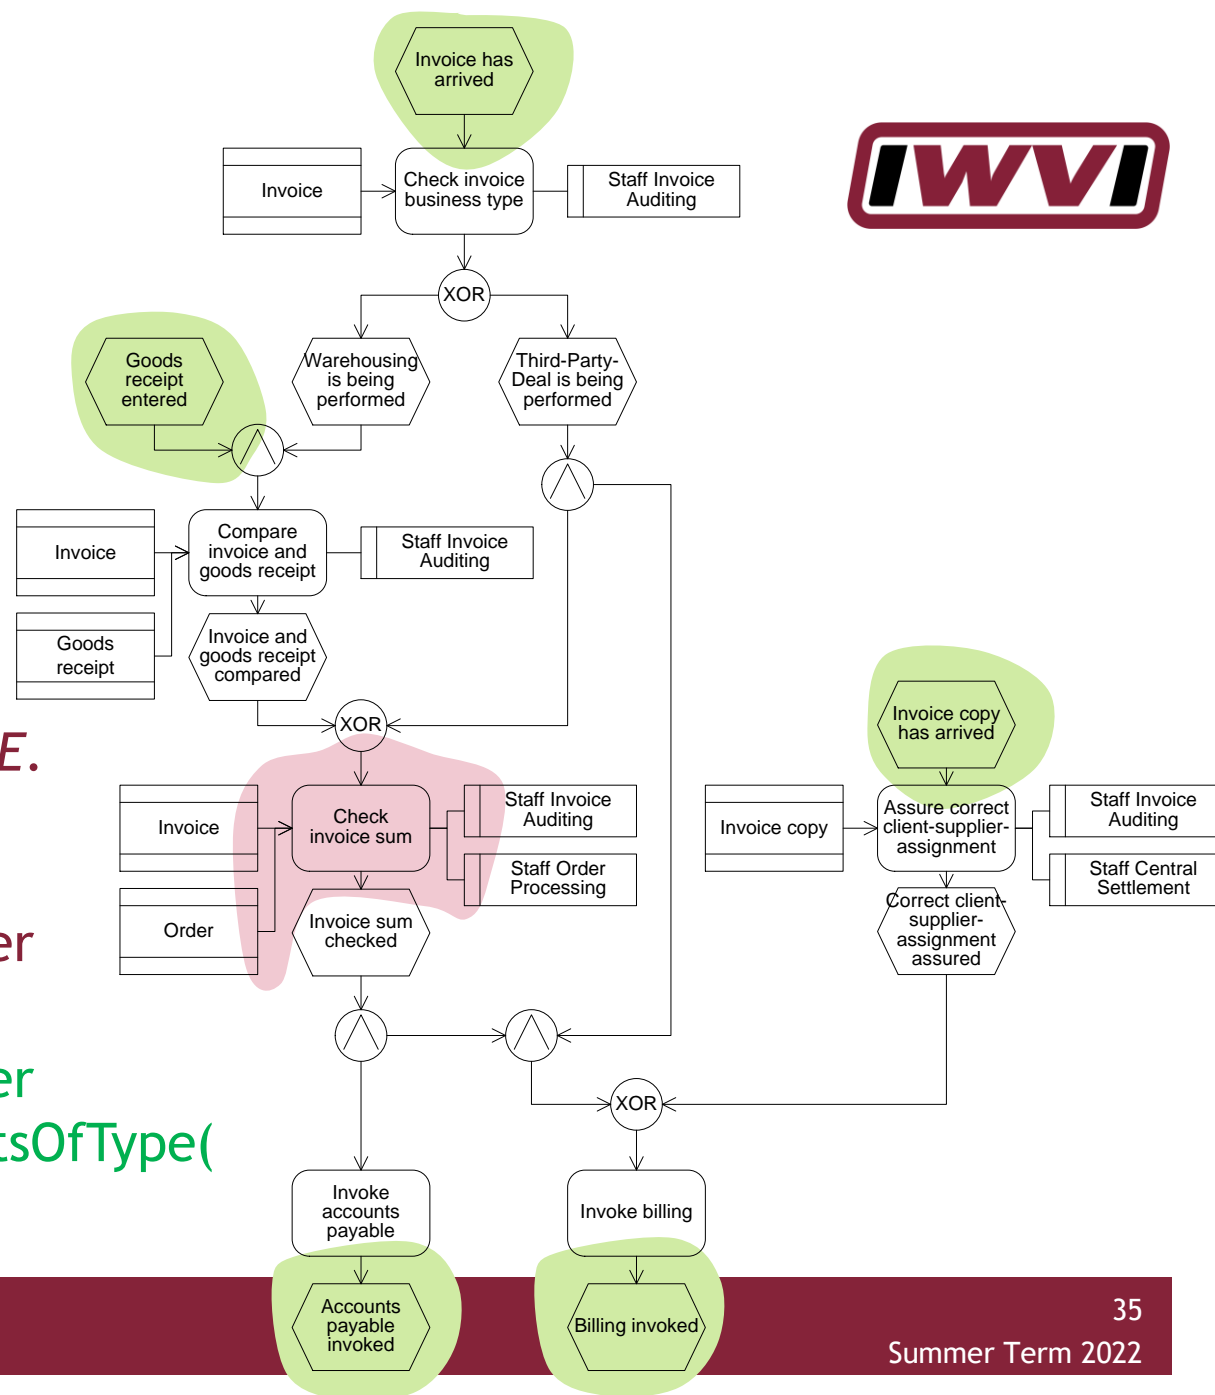 Invoice has
arrived
IWVI
Invoice
Check invoice
business type
Staff Invoice
Auditing
XOR
Goods
receipt
entered
Warehousing
is being
performed
Third-Party-
Deal is being
performed
Invoice
Compare
invoice and
goods receipt
Staff Invoice
Auditing
Goods
receipt
Invoice and
goods receipt
compared
XOR
Invoice copy
has arrived
E.
Invoice
Check
invoice sum
Staff Invoice
Auditing
Staff Order
Processing
Invoice copy
Assure correct
client-supplier-
assignment
Staff Invoice
Auditing
Staff Central
Settlement
er
Order
Invoice sum
checked
Correct client-
supplier-
assignment
assured
er
tsOfType(
XOR
Invoke
accounts
payable
Invoke billing
Accounts
payable
invoked
Billing invoked
35
Summer Term 2022